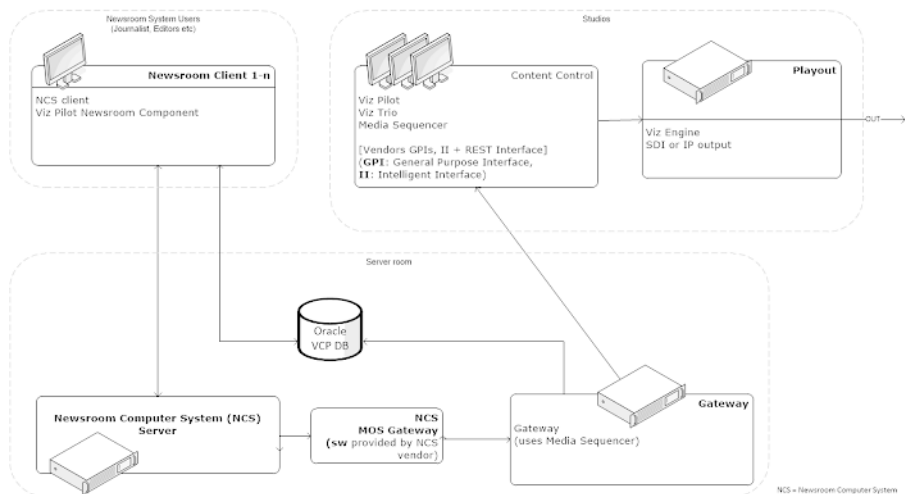 Newsroom System Users
(Journalist, Editors etc)
Newsroom Client 1-n
NCS client
Viz Pilot Newsroom Component
Studios
Content Control
Viz Pilot
Viz Trio
Media Sequencer
[Vendors GPIs, II + REST Interface]
(GPI: General Purpose Interface,
II: Intelligent Interface)
Playout
Viz Engine
SDI or IP output
OUT
Server room
Oracle
VCP DB
Newsroom Computer System (NCS)
Server
NCS
MOS Gateway
(sw provided by NCS
vendor)
Gateway
Gateway
(uses Media Sequencer)
NCS = Newsroom Computer System